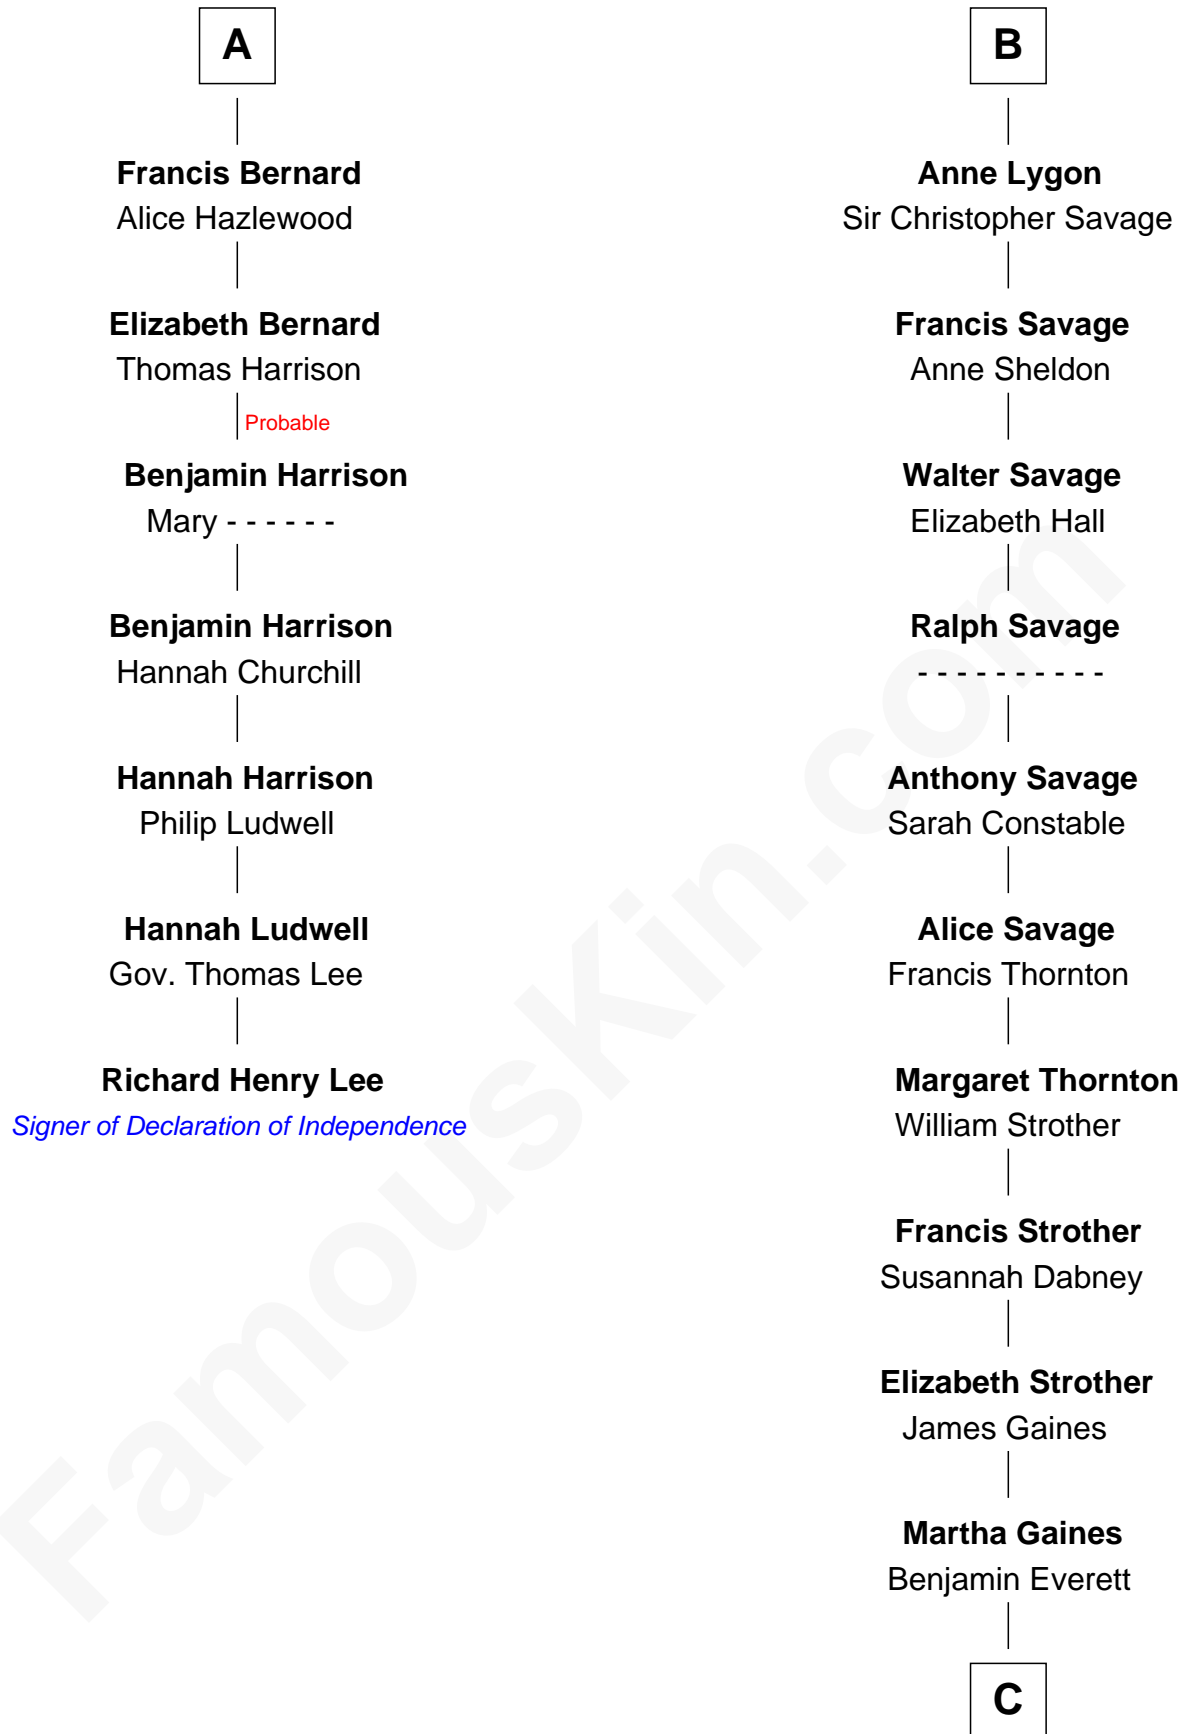 A
Francis Bernard
Alice Hazlewood
Elizabeth Bernard
Thomas Harrison
Probable
Benjamin Harrison
Mary - - - - - -
Benjamin Harrison
Hannah Churchill
Hannah Harrison
Philip Ludwell
Hannah Ludwell
Gov. Thomas Lee
Richard Henry Lee
Signer of Declaration of Independence
B
Anne Lygon
Sir Christopher Savage
Francis Savage
Anne Sheldon
Walter Savage
Elizabeth Hall
Ralph Savage
- - - - - - - - - -
Anthony Savage
Sarah Constable
Alice Savage
Francis Thornton
Margaret Thornton
William Strother
Francis Strother
Susannah Dabney
Elizabeth Strother
James Gaines
Martha Gaines
Benjamin Everett
C
FamousKin.com